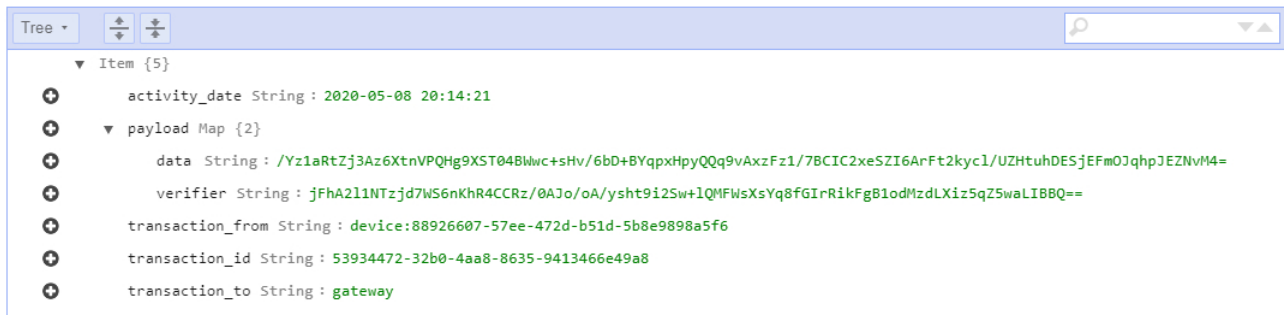 Tree
Item {5}
activity_date String : 2020-05-08 20:14:21
payload Map {2}
data String : /Yz1aRtZj3Az6XtnVPQHg9XST04BWwc+sHv/6bD+BYqpxHpyQQq9vAxzFz1/7BCIC2xeSZI6ArFt2kycl/UZHtuhDESjEFmOJqhpJEZNvM4=
verifier String : jFhA2l1NTzjd7WS6nKhR4CCRz/0AJo/oA/ysht9i2Sw+lQMFWsXsYq8fGIrRikFgB1odMzdLXiz5qZ5waLIBBQ==
transaction_from String : device:88926607-57ee-472d-b51d-5b8e9898a5f6
transaction_id String : 53934472-32b0-4aa8-8635-9413466e49a8
transaction_to String : gateway